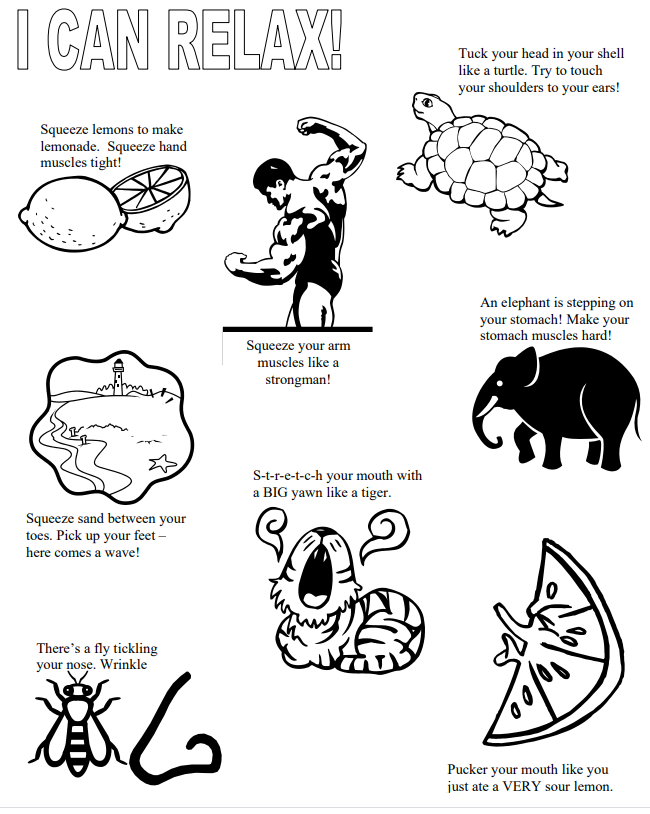 I CAN RELAX!
Tuck your head in your shell
like a turtle. Try to touch
your shoulders to your ears!
Squeeze lemons to make
lemonade.  Squeeze hand
muscles tight!
Squeeze your arm
muscles like a
strongman!
An elephant is stepping on
your stomach! Make your
stomach muscles hard!
Squeeze sand between your
toes. Pick up your feet –
here comes a wave!
S-t-r-e-t-c-h your mouth with
a BIG yawn like a tiger.
There's a fly tickling
your nose. Wrinkle
Pucker your mouth like you
just ate a VERY sour lemon.